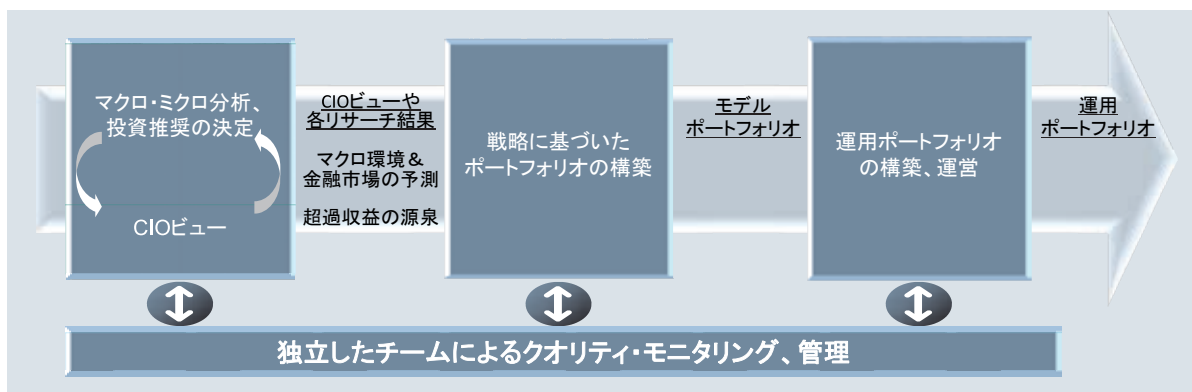 マクロ・ミクロ分析、
投資推奨の決定
CIOビュー
CIOビューや
各リサーチ結果
マクロ環境&
金融市場の予測
超過収益の源泉
戦略に基づいた
ポートフォリオの構築
モデル
ポートフォリオ
運用ポートフォリオ
の構築、運営
運用
ポートフォリオ
独立したチームによるクオリティ・モニタリング、管理